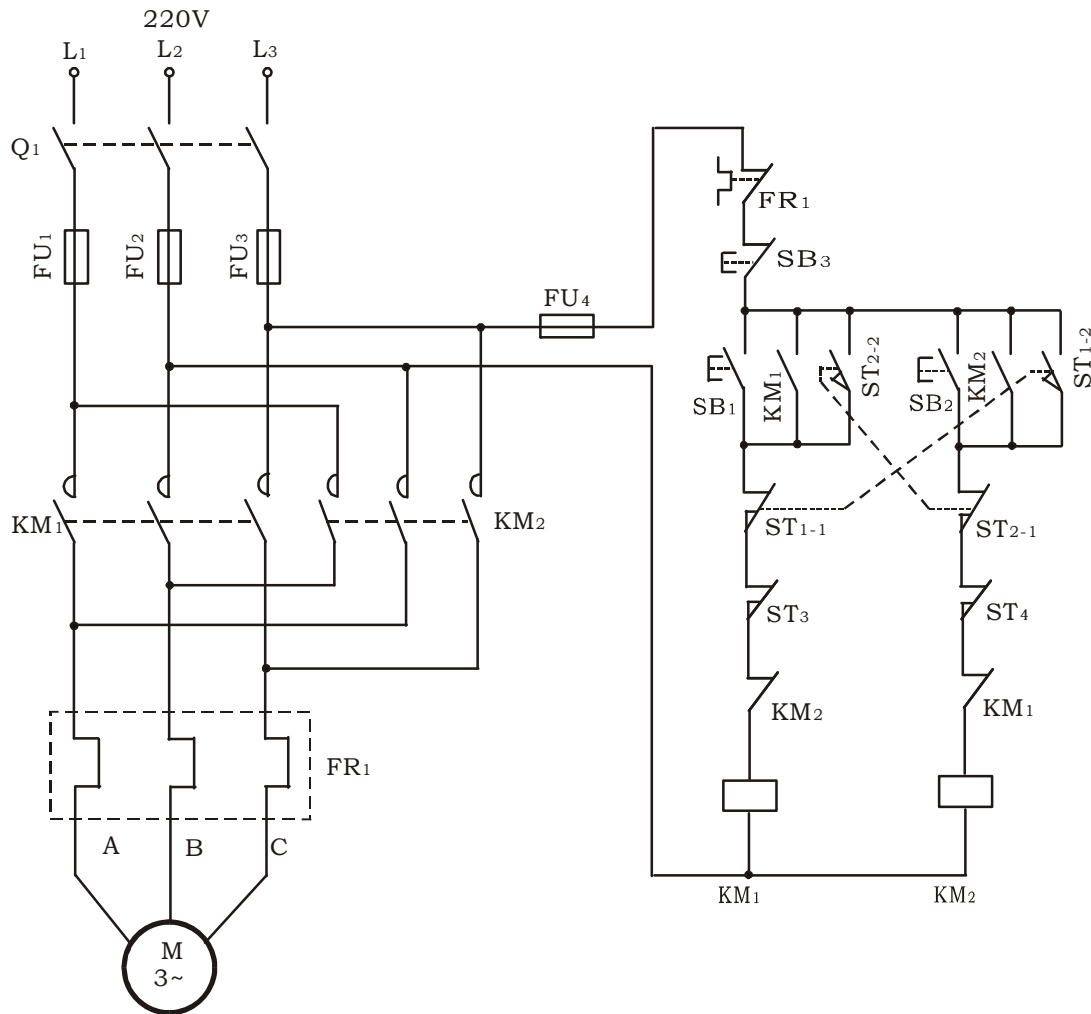 220V
L1 L2 L3
Q1
FU1 FU2 FU3
FR1
SB3
FU4
SB1 KM1 ST2-2 SB2 KM2 ST1-2
KM1 KM2
ST1-1 ST2-1
ST3 ST4
KM2 KM1
FR1
A B C
KM1 KM2
M
3~